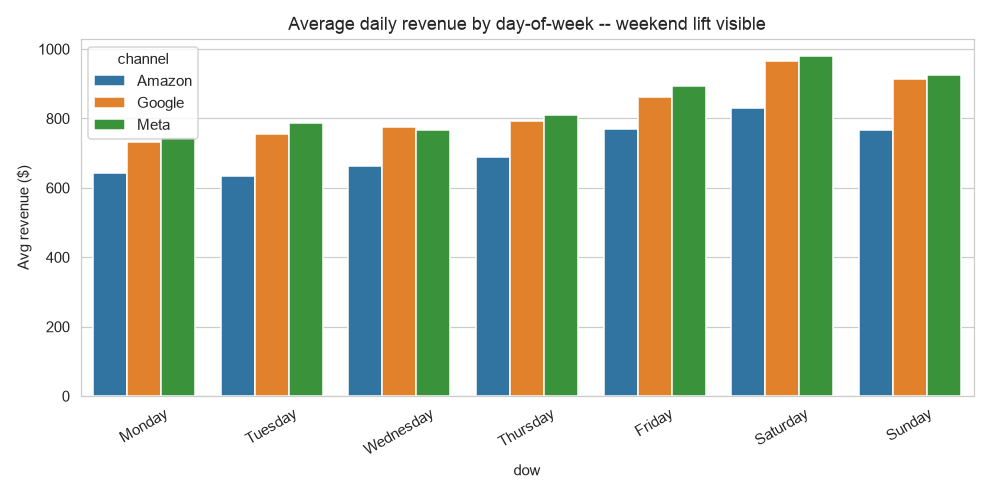 Average daily revenue by day-of-week -- weekend lift visible
channel
Amazon
Google
Meta
Avg revenue ($)
1000
800
600
400
200
0
Monday
Tuesday
Wednesday
Thursday
Friday
Saturday
Sunday
dow